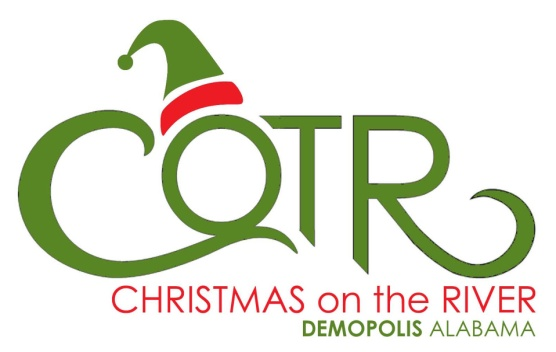 COTR
CHRISTMAS on the RIVER
DEMOPOLIS ALABAMA